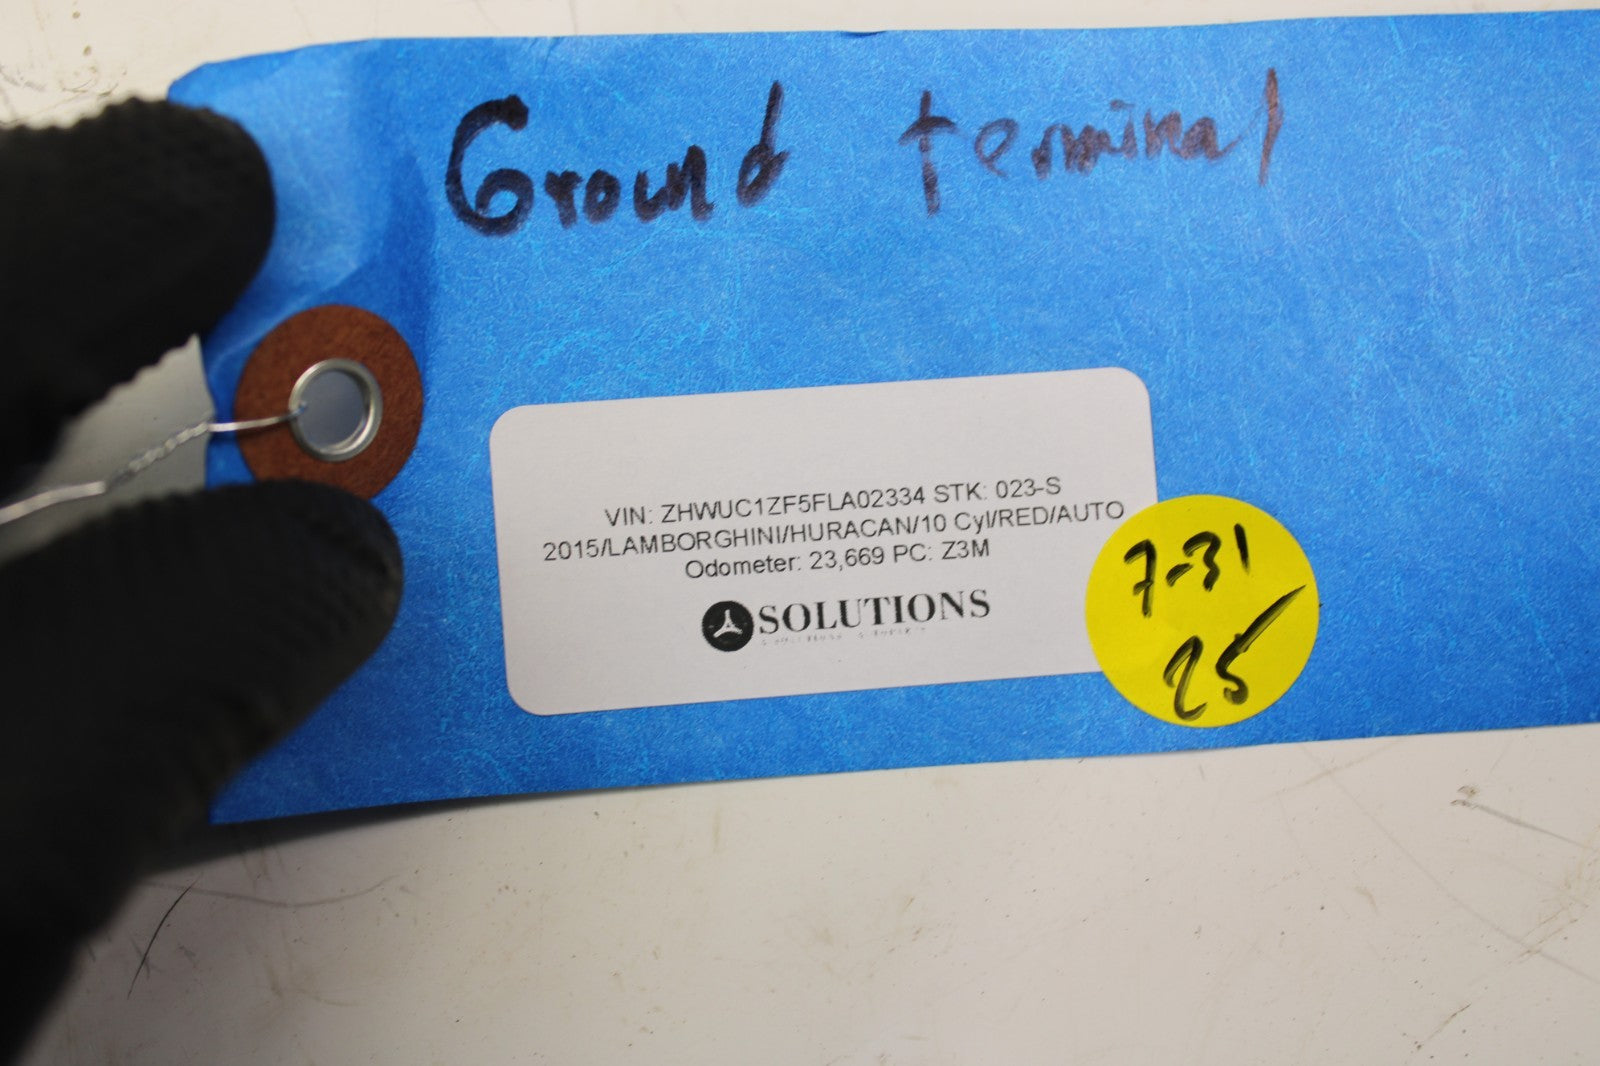 Ground terminal
VIN: ZHWUC1ZF5FLA02334 STK: 023-S
2015/LAMBORGHINI/HURACAN/10 Cyl/RED/AUTO
Odometer: 23,669 PC: Z3M
SOLUTIONS
7-31
25